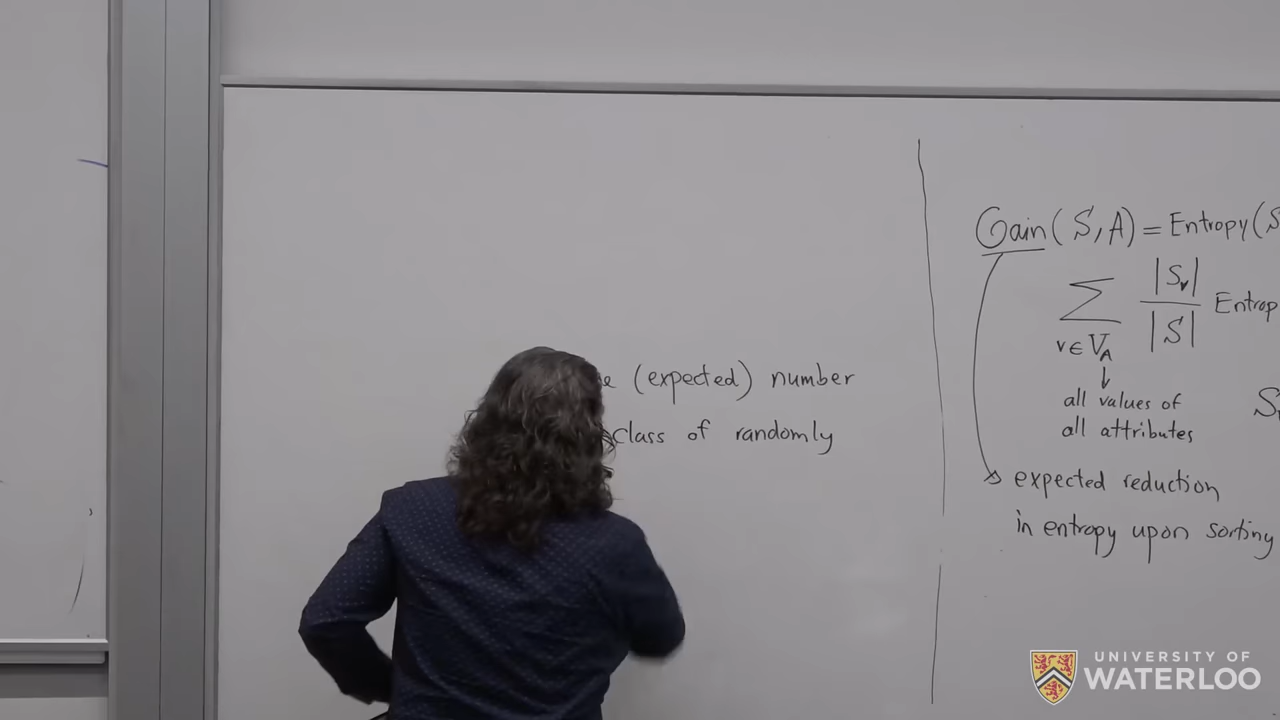 (expected) number
class of randomly
Gain(S,A) = Entropy(S
∑ |Sv| / |S| Entrop
v∈VA
all values of
all attributes
expected reduction
in entropy upon sorting
UNIVERSITY OF
WATERLOO